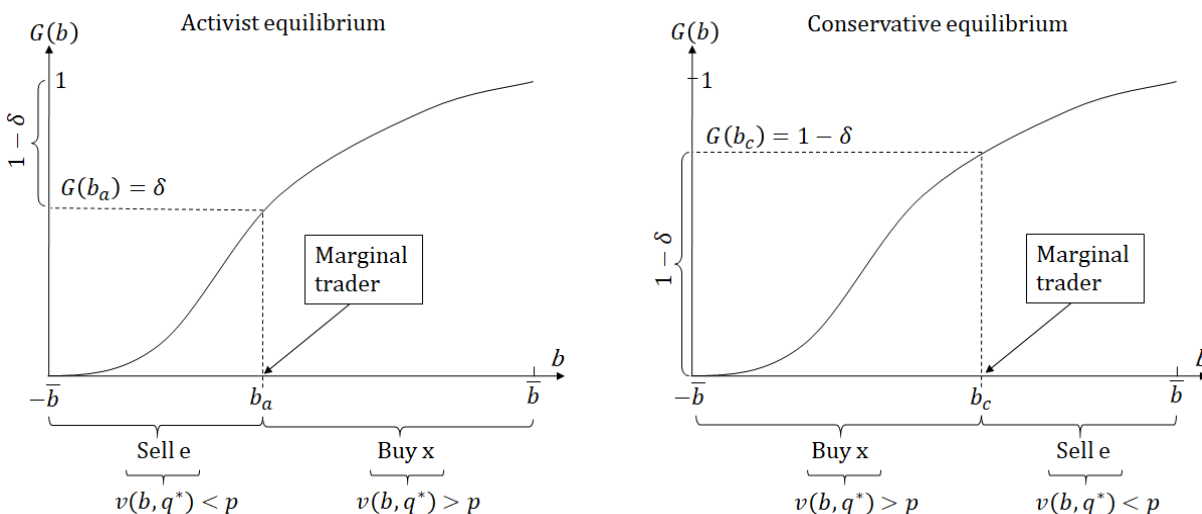 Activist equilibrium
G(b)
1
1 − δ
G(b_a) = δ
Marginal
trader
b
−b̅
b_a
b̅
Sell e
Buy x
v(b, q*) < p
v(b, q*) > p
Conservative equilibrium
G(b)
1
G(b_c) = 1 − δ
1 − δ
Marginal
trader
b
−b̅
b_c
b̅
Buy x
Sell e
v(b, q*) > p
v(b, q*) < p